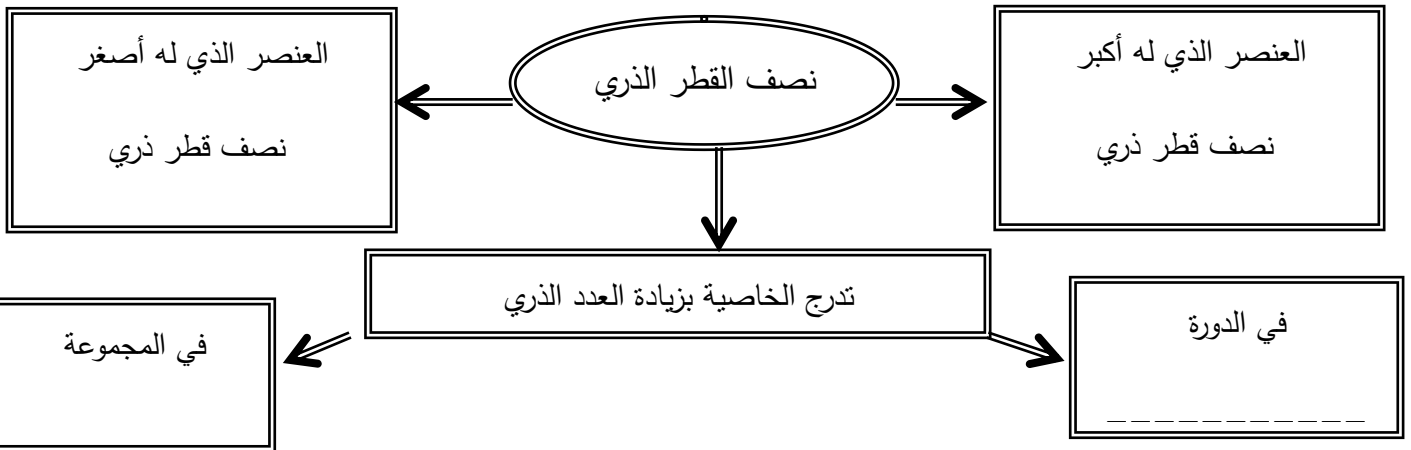 العنصر الذي له أكبر
نصف قطر ذري
نصف القطر الذري
العنصر الذي له أصغر
نصف قطر ذري
تدرج الخاصية بزيادة العدد الذري
في الدورة
___________
في المجموعة